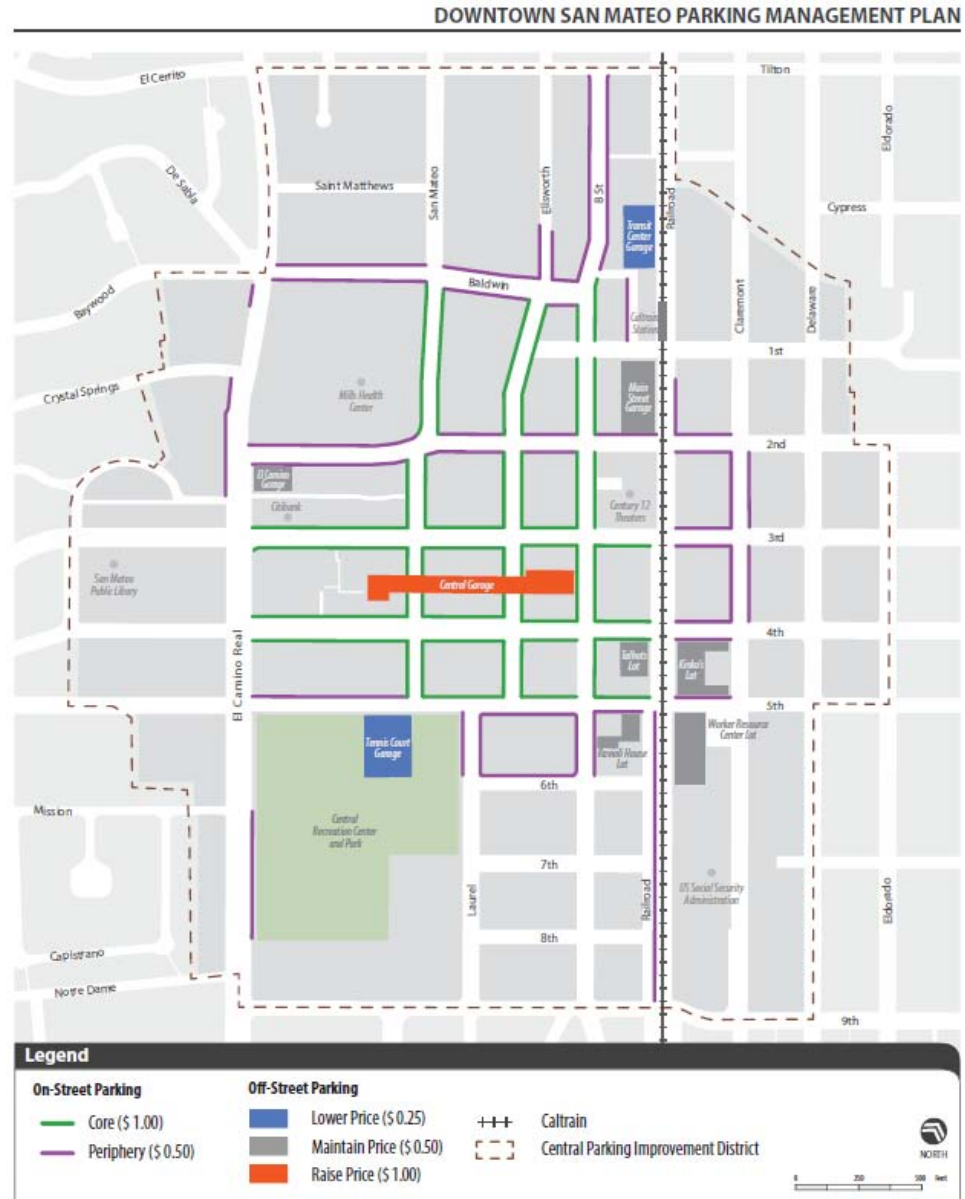 DOWNTOWN SAN MATEO PARKING MANAGEMENT PLAN
El Cerrito
Tilton
Eldorado
De Sabla
San Mateo
Saint Matthews
Ellsworth
B St
Railroad
Cypress
Transit
Center
Garage
Baywood
Baldwin
Claremont
Delaware
Caltrain
Station
1st
Crystal Springs
Mills Health
Center
Main
Street
Garage
2nd
El Camino
Garage
Citibank
Century 12
Theaters
3rd
San Mateo
Public Library
Central Garage
4th
El Camino Real
Talbots
Lot
Kinko's
Lot
5th
Tennis Court
Garage
Worker Resource
Center Lot
House
Lot
6th
Mission
Central
Recreation Center
and Park
7th
Laurel
Railroad
US Social Security
Administration
Eldorado
8th
Capistrano
Notre Dame
9th
Legend
On-Street Parking
Core ($ 1.00)
Periphery ($ 0.50)
Off-Street Parking
Lower Price ($ 0.25)
Maintain Price ($ 0.50)
Raise Price ($ 1.00)
Caltrain
Central Parking Improvement District
NORTH
0 250 500 Feet